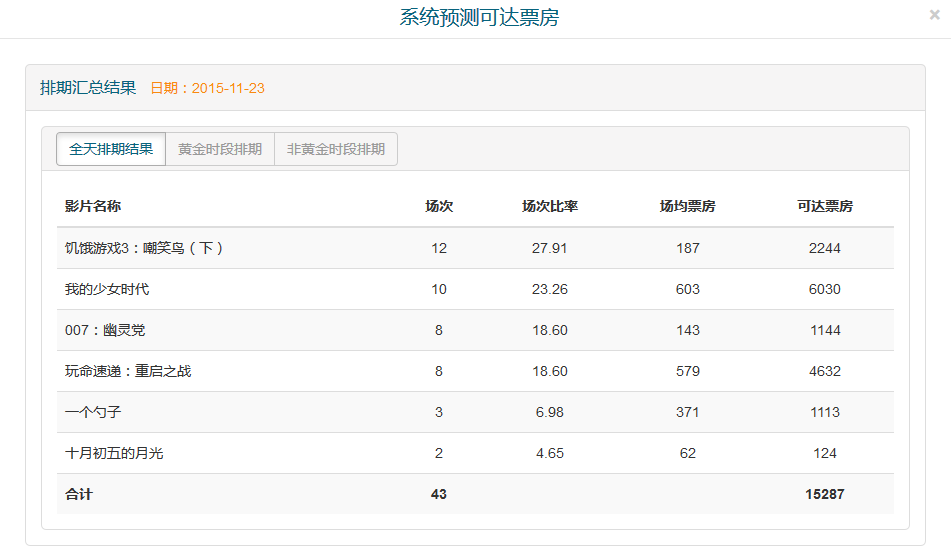 系统预测可达票房
×
排期汇总结果 日期：2015-11-23
全天排期结果 黄金时段排期 非黄金时段排期
影片名称 场次 场次比率 场均票房 可达票房
饥饿游戏3：嘲笑鸟（下） 12 27.91 187 2244
我的少女时代 10 23.26 603 6030
007：幽灵党 8 18.60 143 1144
玩命速递：重启之战 8 18.60 579 4632
一个勺子 3 6.98 371 1113
十月初五的月光 2 4.65 62 124
合计 43 15287